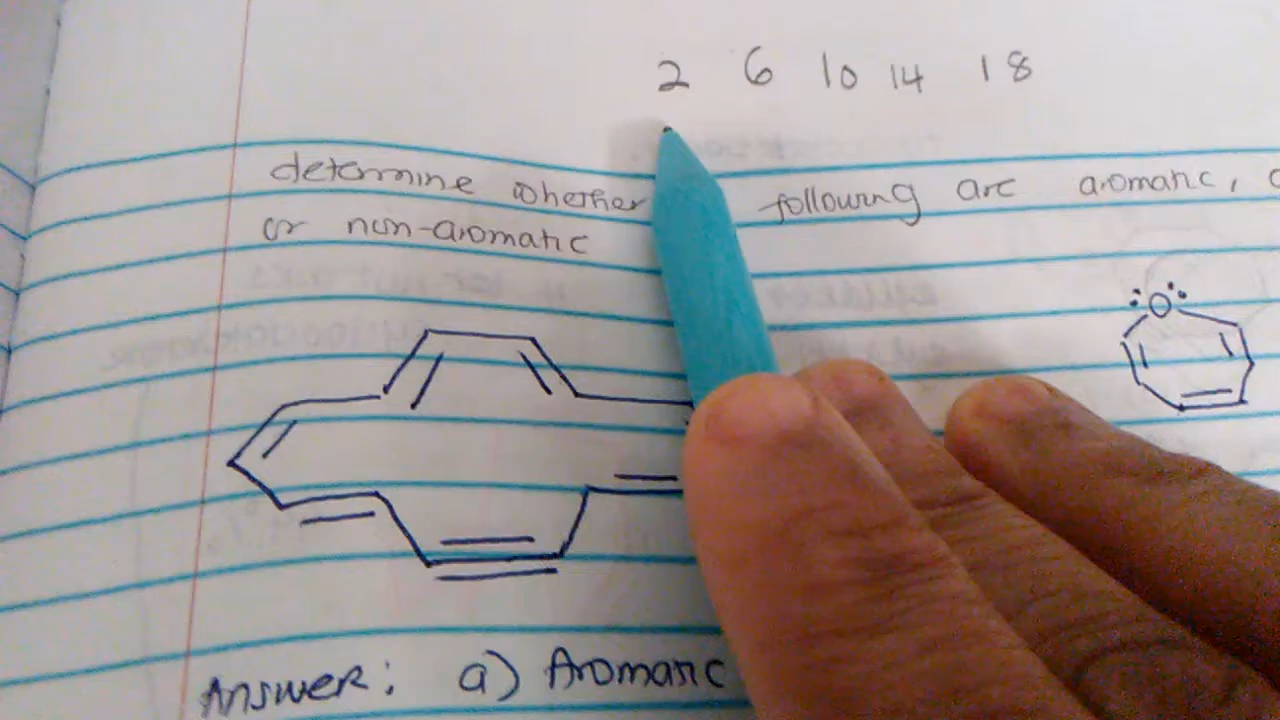 2 6 10 14 18
determine whether following are aromatic,
or non-aromatic
O
Answer: a) Aromatic